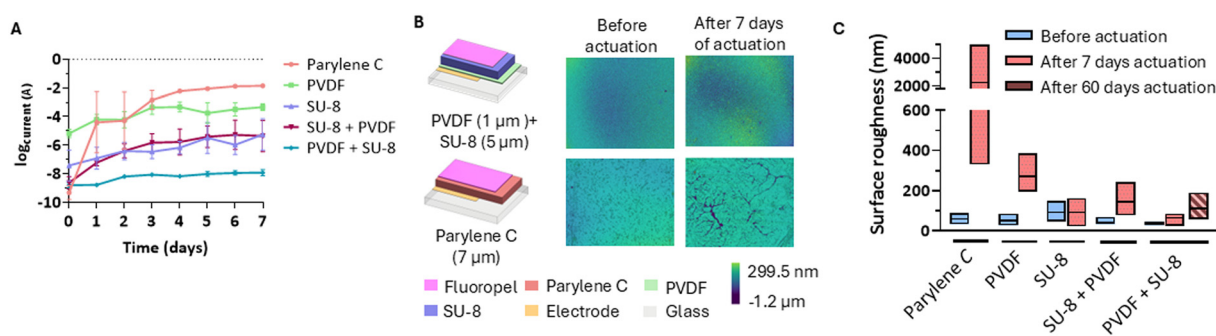 A
0
-2
-4
-6
-8
-10
log current (A)
0 1 2 3 4 5 6 7
Time (days)
Parylene C
PVDF
SU-8
SU-8 + PVDF
PVDF + SU-8
B
Before
actuation
After 7 days
of actuation
PVDF (1 µm )+
SU-8 (5 µm)
Parylene C
(7 µm)
Fluoropel
Parylene C
PVDF
SU-8
Electrode
Glass
299.5 nm
-1.2 µm
C
Surface roughness (nm)
4000
2000
600
400
200
0
Before actuation
After 7 days actuation
After 60 days actuation
Parylene C
PVDF
SU-8
SU-8 + PVDF
PVDF + SU-8